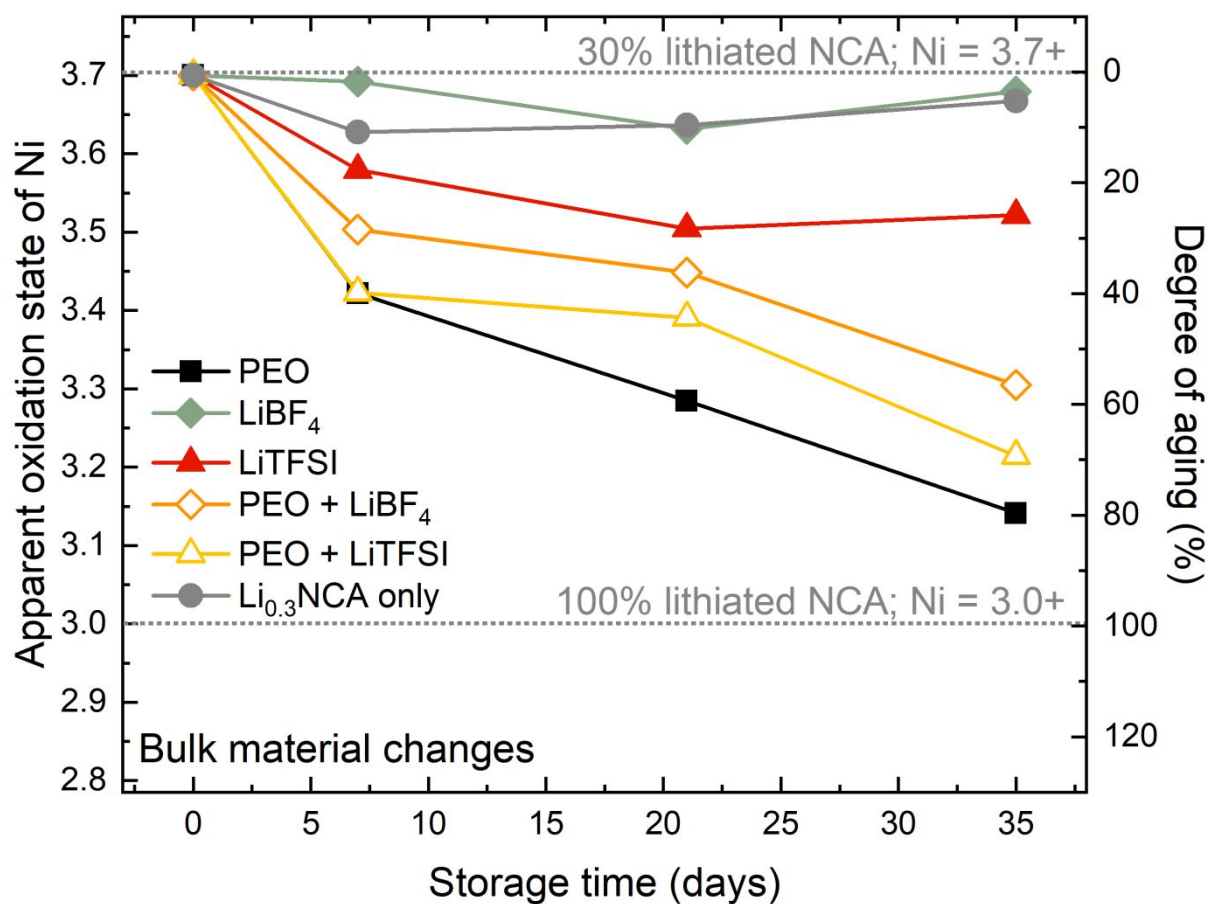 30% lithiated NCA; Ni = 3.7+
Apparent oxidation state of Ni
3.7
3.6
3.5
3.4
3.3
3.2
3.1
3.0
2.9
2.8
PEO
LiBF₄
LiTFSI
PEO + LiBF₄
PEO + LiTFSI
Li₀.₃NCA only
100% lithiated NCA; Ni = 3.0+
Bulk material changes
0
20
40
60
80
100
120
Degree of aging (%)
0 5 10 15 20 25 30 35
Storage time (days)